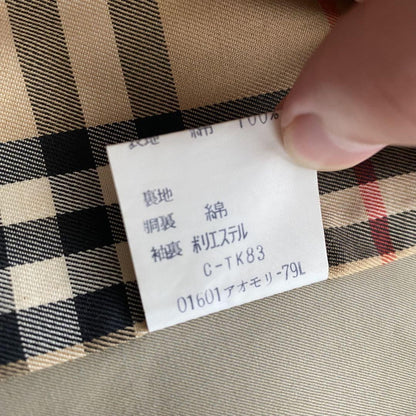 表地 綿 100%
裏地
胴裏 綿
袖裏 ポリエステル
C-TK83
01601アオモリ-79L